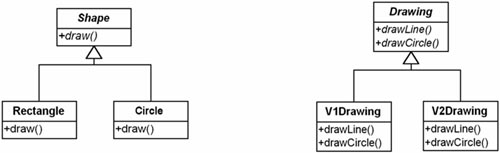 Shape
+draw()
Rectangle
+draw()
Circle
+draw()
Drawing
+drawLine()
+drawCircle()
V1Drawing
+drawLine()
+drawCircle()
V2Drawing
+drawLine()
+drawCircle()